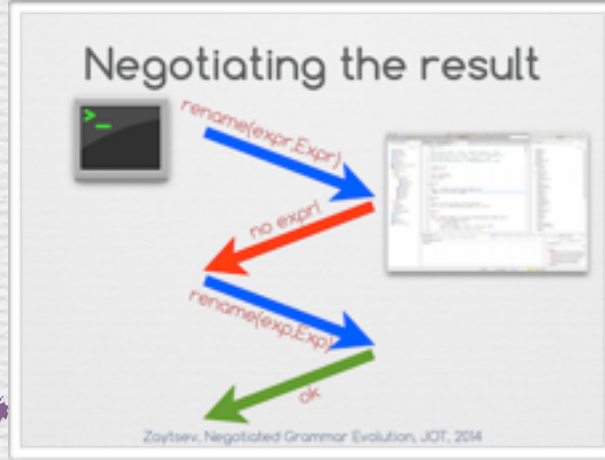 Negotiating the result
>_
rename(expr,Expr)
no expr!
rename(exp,Exp)
ok
Zaytsev, Negotiated Grammar Evolution, JOT, 2014